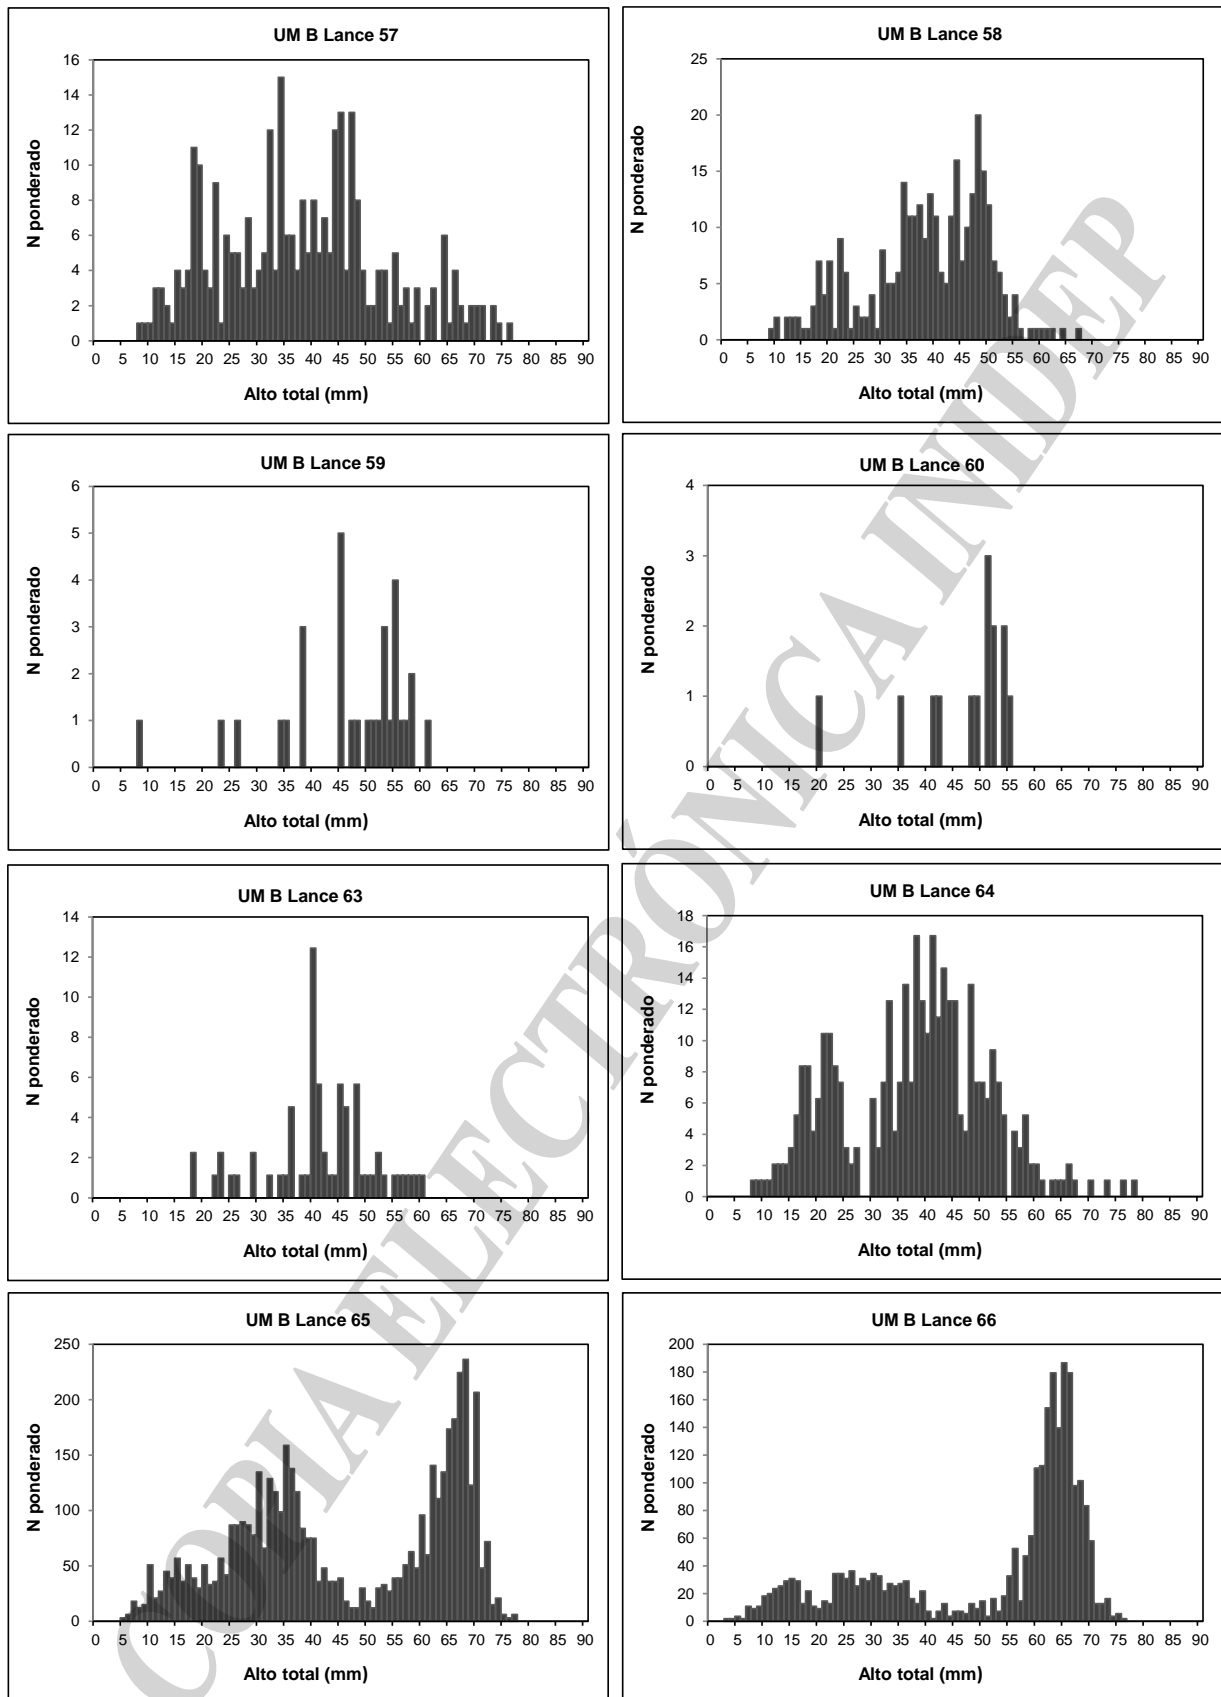 UM B Lance 57
16
14
12
10
8
6
4
2
0
N ponderado
0 5 10 15 20 25 30 35 40 45 50 55 60 65 70 75 80 85 90
Alto total (mm)
UM B Lance 58
25
20
15
10
5
0
N ponderado
0 5 10 15 20 25 30 35 40 45 50 55 60 65 70 75 80 85 90
Alto total (mm)
UM B Lance 59
6
5
4
3
2
1
0
N ponderado
0 5 10 15 20 25 30 35 40 45 50 55 60 65 70 75 80 85 90
Alto total (mm)
UM B Lance 60
4
3
2
1
0
N ponderado
0 5 10 15 20 25 30 35 40 45 50 55 60 65 70 75 80 85 90
Alto total (mm)
UM B Lance 63
14
12
10
8
6
4
2
0
N ponderado
0 5 10 15 20 25 30 35 40 45 50 55 60 65 70 75 80 85 90
Alto total (mm)
UM B Lance 64
18
16
14
12
10
8
6
4
2
0
N ponderado
0 5 10 15 20 25 30 35 40 45 50 55 60 65 70 75 80 85 90
Alto total (mm)
UM B Lance 65
250
200
150
100
50
0
N ponderado
0 5 10 15 20 25 30 35 40 45 50 55 60 65 70 75 80 85 90
Alto total (mm)
UM B Lance 66
200
180
160
140
120
100
80
60
40
20
0
N ponderado
0 5 10 15 20 25 30 35 40 45 50 55 60 65 70 75 80 85 90
Alto total (mm)
COPIA ELECTRÓNICA INIDEP